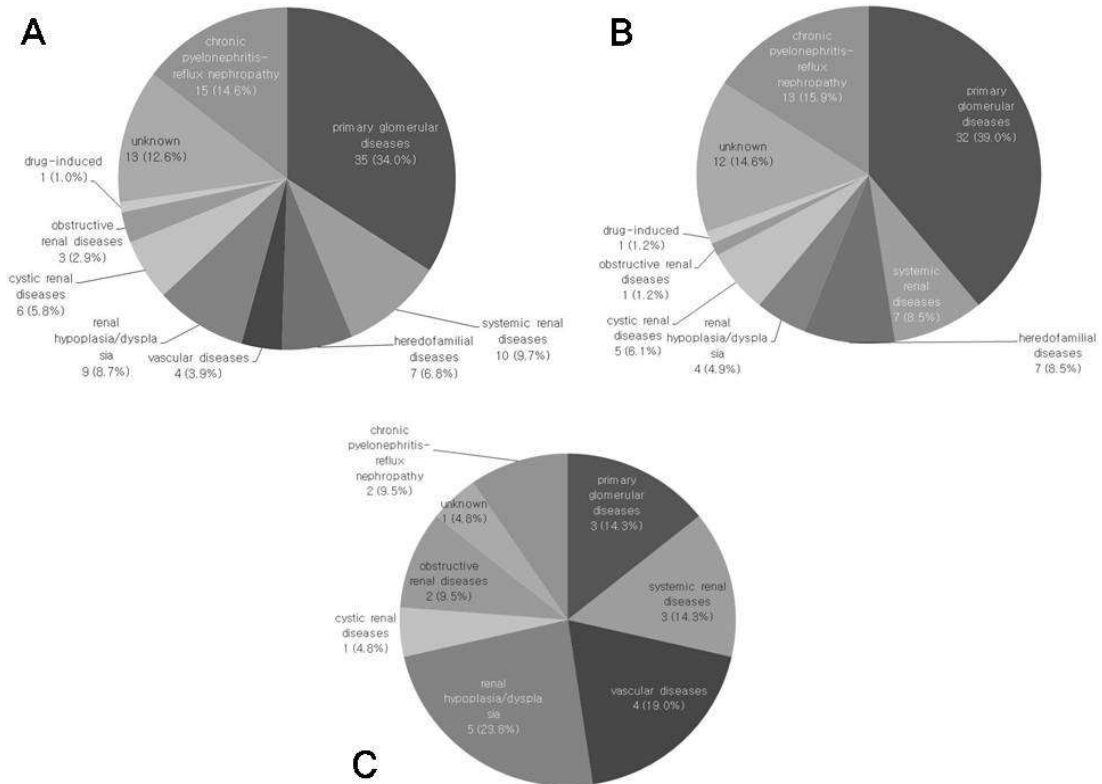 A
chronic
pyelonephritis-
reflux nephropathy
15 (14.6%)
primary glomerular
diseases
35 (34.0%)
unknown
13 (12.6%)
drug-induced
1 (1.0%)
obstructive
renal diseases
3 (2.9%)
cystic renal
diseases
6 (5.8%)
renal
hypoplasia/dyspla
sia
9 (8.7%)
vascular diseases
4 (3.9%)
heredofamilial
diseases
7 (6.8%)
systemic renal
diseases
10 (9.7%)
B
chronic
pyelonephritis-
reflux nephropathy
13 (15.9%)
primary
glomerular
diseases
32 (39.0%)
unknown
12 (14.6%)
drug-induced
1 (1.2%)
obstructive renal
diseases
1 (1.2%)
cystic renal
diseases
5 (6.1%)
renal
hypoplasia/dyspla
sia
4 (4.9%)
systemic
renal
diseases
7 (8.5%)
heredofamilial
diseases
7 (8.5%)
chronic
pyelonephritis-
reflux
nephropathy
2 (9.5%)
primary
glomerular
diseases
3 (14.3%)
unknown
1 (4.8%)
obstructive
renal diseases
2 (9.5%)
systemic renal
diseases
3 (14.3%)
cystic renal
diseases
1 (4.8%)
renal
hypoplasia/dyspla
sia
5 (23.8%)
vascular diseases
4 (19.0%)
C